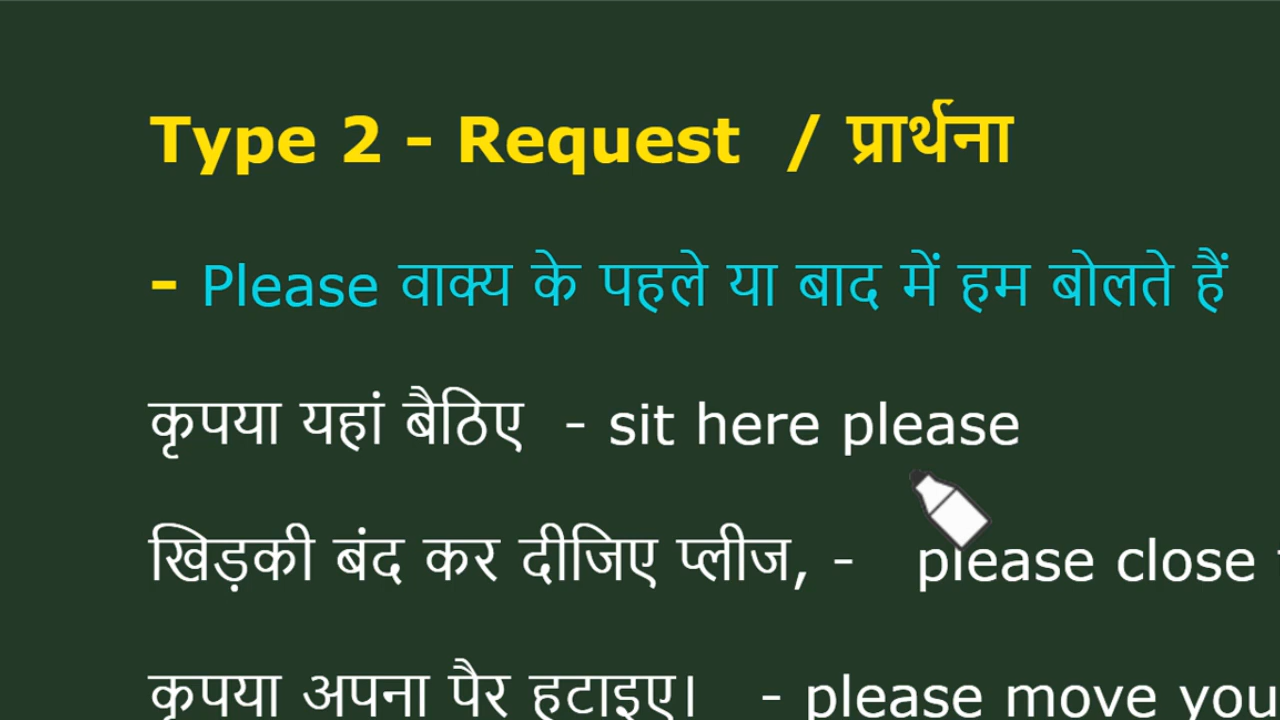 Type 2 - Request / प्रार्थना
- Please वाक्य के पहले या बाद में हम बोलते हैं
कृपया यहां बैठिए - sit here please
खिड़की बंद कर दीजिए प्लीज, - please close
कृपया अपना पैर हटाइए। - please move you